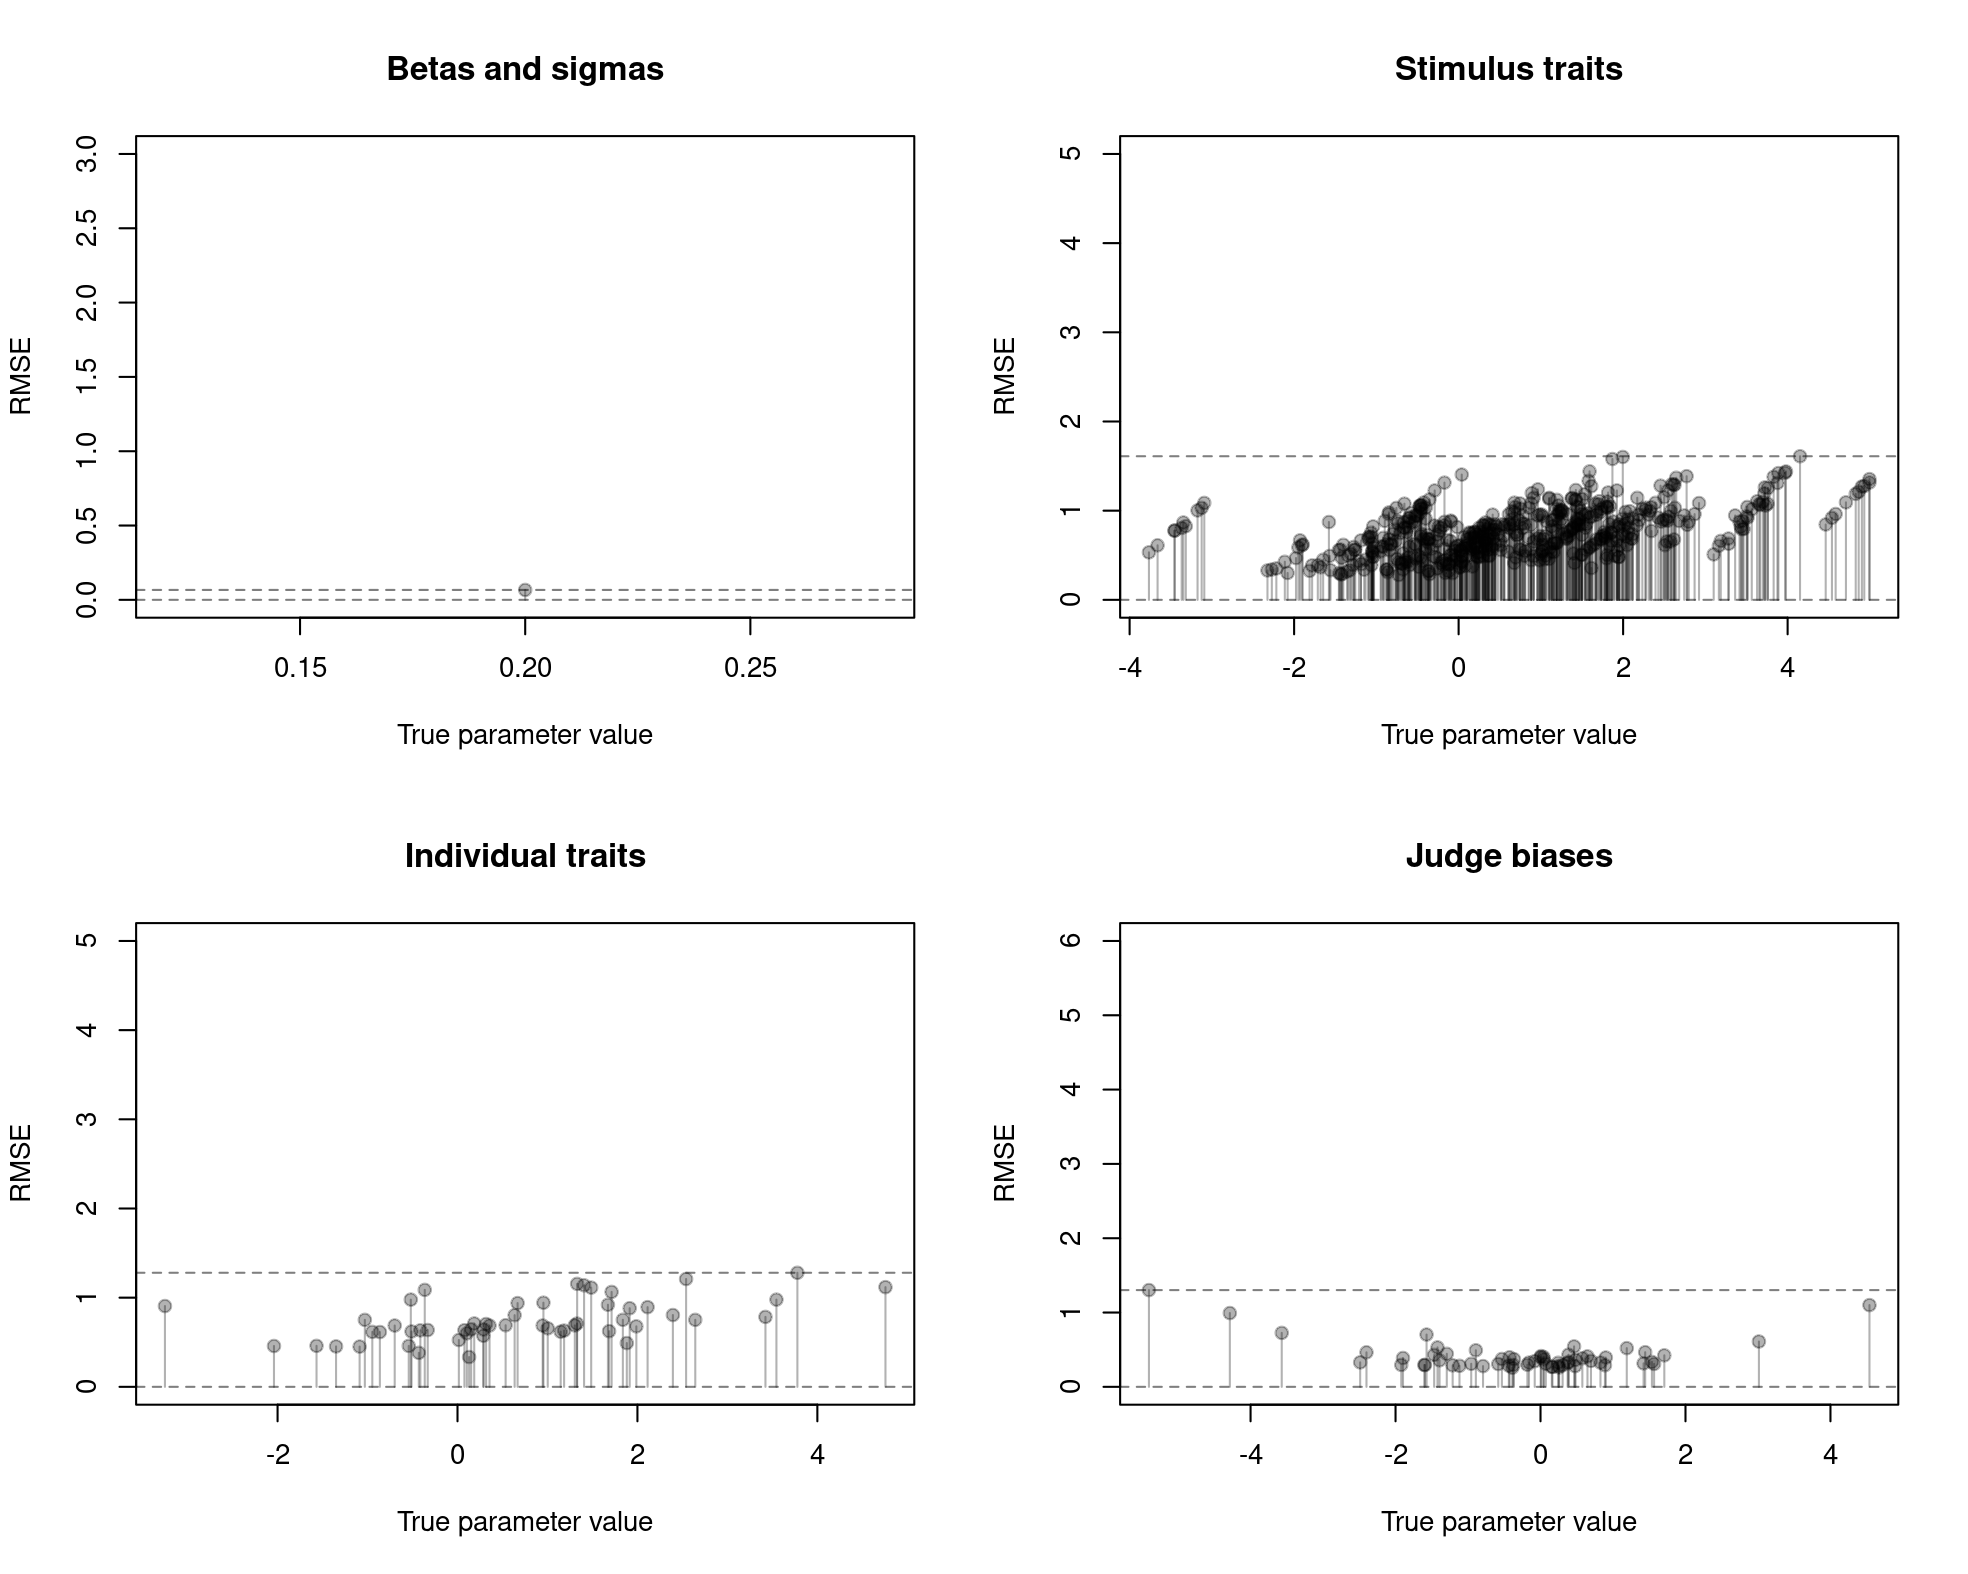 Betas and sigmas
RMSE
3.0
2.5
2.0
1.5
1.0
0.5
0.0
0.15 0.20 0.25
True parameter value
Stimulus traits
RMSE
5
4
3
2
1
0
-4 -2 0 2 4
True parameter value
Individual traits
RMSE
5
4
3
2
1
0
-2 0 2 4
True parameter value
Judge biases
RMSE
6
5
4
3
2
1
0
-4 -2 0 2 4
True parameter value